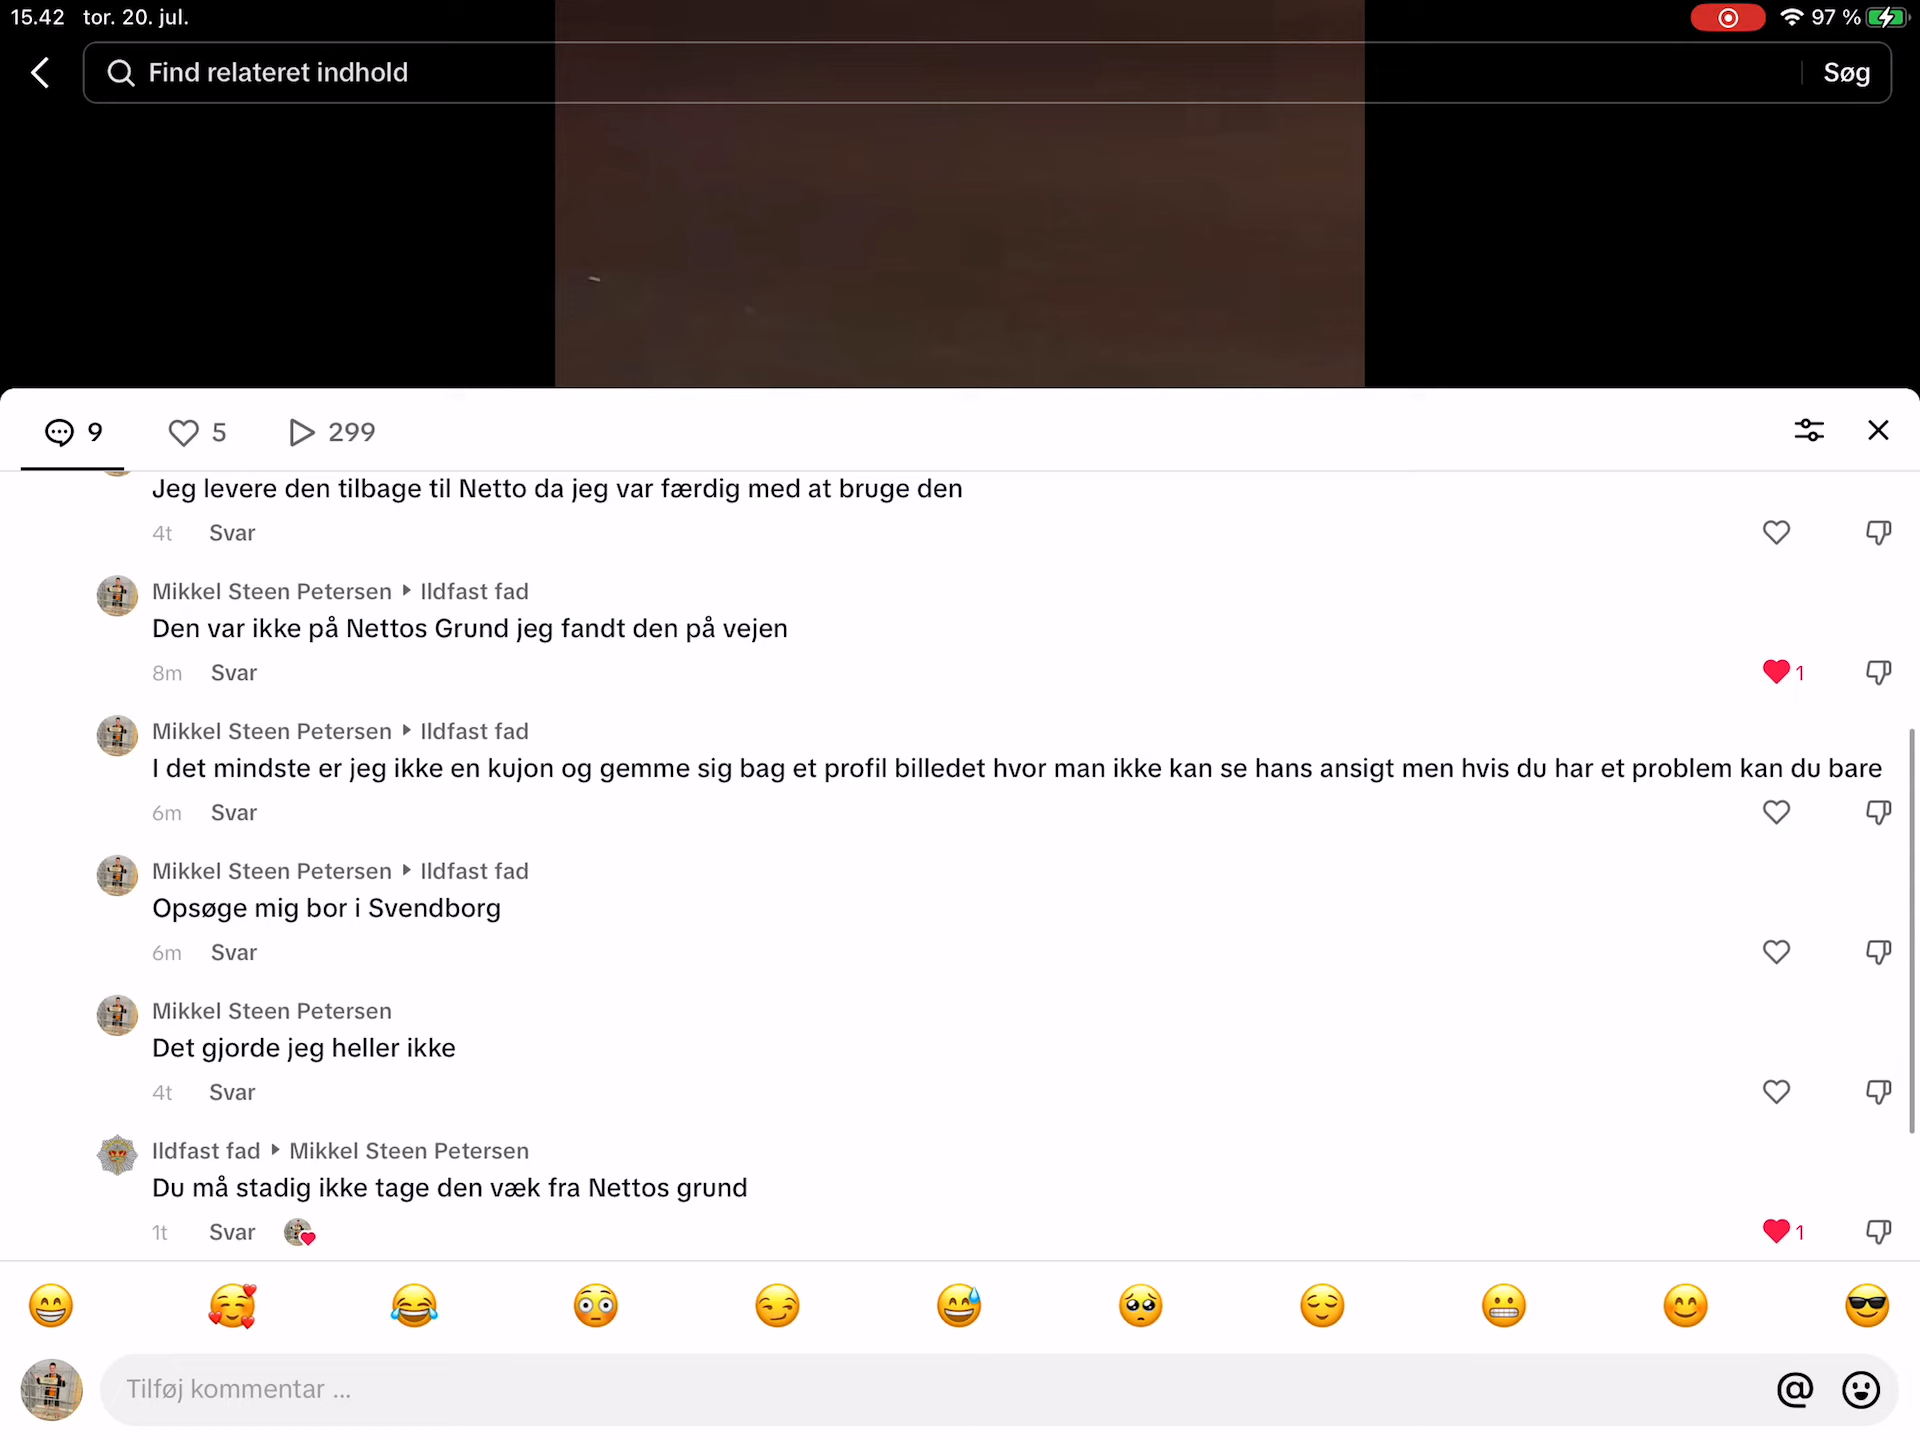 15.42 tor. 20. jul. 97 %
Find relateret indhold Søg
9 5 299
Jeg levere den tilbage til Netto da jeg var færdig med at bruge den
4t Svar
Mikkel Steen Petersen Ildfast fad
Den var ikke på Nettos Grund jeg fandt den på vejen
8m Svar 1
Mikkel Steen Petersen Ildfast fad
I det mindste er jeg ikke en kujon og gemme sig bag et profil billedet hvor man ikke kan se hans ansigt men hvis du har et problem kan du bare
6m Svar
Mikkel Steen Petersen Ildfast fad
Opsøge mig bor i Svendborg
6m Svar
Mikkel Steen Petersen
Det gjorde jeg heller ikke
4t Svar
Ildfast fad Mikkel Steen Petersen
Du må stadig ikke tage den væk fra Nettos grund
1t Svar 1
Tilføj kommentar ... @